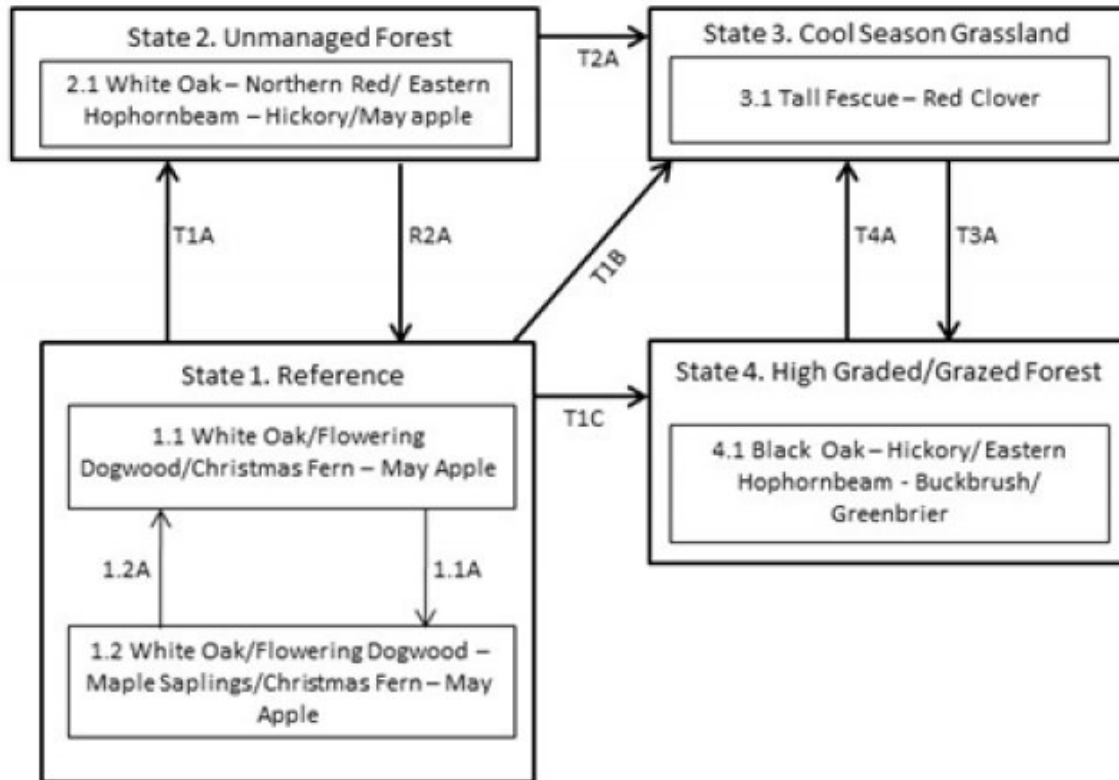 State 2. Unmanaged Forest
2.1 White Oak – Northern Red/ Eastern
Hophornbeam – Hickory/May apple
T2A
State 3. Cool Season Grassland
3.1 Tall Fescue – Red Clover
T1A
R2A
T1B
T4A
T3A
State 1. Reference
1.1 White Oak/Flowering
Dogwood/Christmas Fern – May Apple
1.2A
1.1A
1.2 White Oak/Flowering Dogwood –
Maple Saplings/Christmas Fern – May
Apple
T1C
State 4. High Graded/Grazed Forest
4.1 Black Oak – Hickory/ Eastern
Hophornbeam - Buckbrush/
Greenbrier